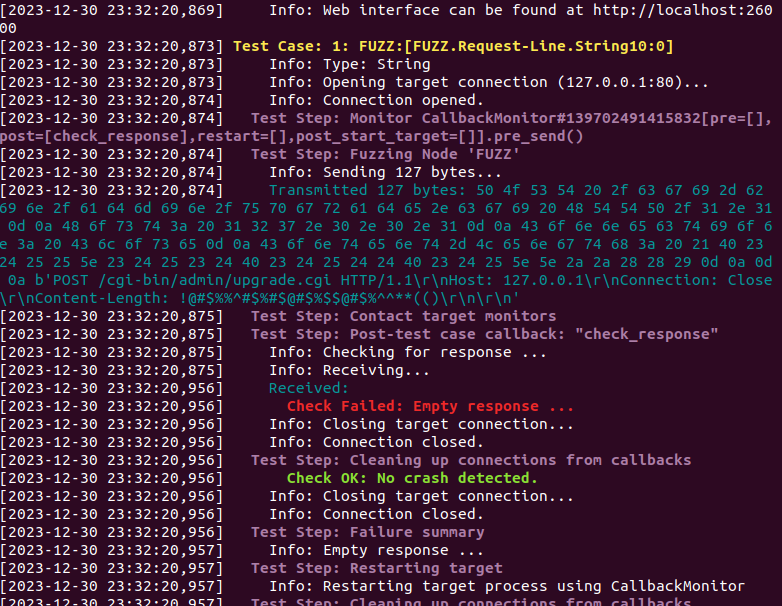 [2023-12-30 23:32:20,869]     Info: Web interface can be found at http://localhost:260
00
[2023-12-30 23:32:20,873] Test Case: 1: FUZZ:[FUZZ.Request-Line.String10:0]
[2023-12-30 23:32:20,873]     Info: Type: String
[2023-12-30 23:32:20,873]     Info: Opening target connection (127.0.0.1:80)...
[2023-12-30 23:32:20,874]     Info: Connection opened.
[2023-12-30 23:32:20,874]   Test Step: Monitor CallbackMonitor#139702491415832[pre=[],
post=[check_response],restart=[],post_start_target=[]].pre_send()
[2023-12-30 23:32:20,874]   Test Step: Fuzzing Node 'FUZZ'
[2023-12-30 23:32:20,874]     Info: Sending 127 bytes...
[2023-12-30 23:32:20,874]     Transmitted 127 bytes: 50 4f 53 54 20 2f 63 67 69 2d 62
69 6e 2f 61 64 6d 69 6e 2f 75 70 67 72 61 64 65 2e 63 67 69 20 48 54 54 50 2f 31 2e 31
 0d 0a 48 6f 73 74 3a 20 31 32 37 2e 30 2e 30 2e 31 0d 0a 43 6f 6e 6e 65 63 74 69 6f 6
e 3a 20 43 6c 6f 73 65 0d 0a 43 6f 6e 74 65 6e 74 2d 4c 65 6e 67 74 68 3a 20 21 40 23
24 25 25 5e 23 24 25 23 24 40 23 24 25 24 24 40 23 24 25 5e 5e 2a 2a 28 28 29 0d 0a 0d
 0a b'POST /cgi-bin/admin/upgrade.cgi HTTP/1.1\r\nHost: 127.0.0.1\r\nConnection: Close
\r\nContent-Length: !@#$%%^#$%#$@#$%$$@#$%^^**(()\r\n\r\n'
[2023-12-30 23:32:20,875]   Test Step: Contact target monitors
[2023-12-30 23:32:20,875]   Test Step: Post-test case callback: "check_response"
[2023-12-30 23:32:20,875]     Info: Checking for response ...
[2023-12-30 23:32:20,875]     Info: Receiving...
[2023-12-30 23:32:20,956]     Received:
[2023-12-30 23:32:20,956]       Check Failed: Empty response ...
[2023-12-30 23:32:20,956]     Info: Closing target connection...
[2023-12-30 23:32:20,956]     Info: Connection closed.
[2023-12-30 23:32:20,956]   Test Step: Cleaning up connections from callbacks
[2023-12-30 23:32:20,956]       Check OK: No crash detected.
[2023-12-30 23:32:20,956]     Info: Closing target connection...
[2023-12-30 23:32:20,956]     Info: Connection closed.
[2023-12-30 23:32:20,956]   Test Step: Failure summary
[2023-12-30 23:32:20,957]     Info: Empty response ...
[2023-12-30 23:32:20,957]   Test Step: Restarting target
[2023-12-30 23:32:20,957]     Info: Restarting target process using CallbackMonitor
[2023-12-30 23:32:20,957]   Test Step: Cleaning up connections from callbacks